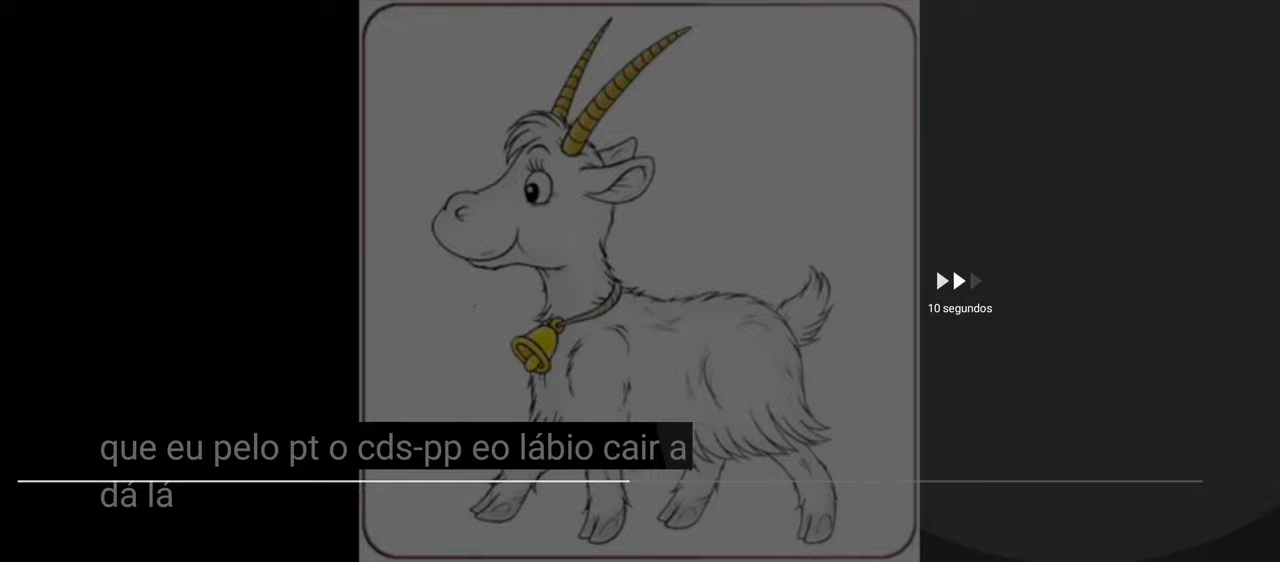 10 segundos
que eu pelo pt o cds-pp eo lábio cair a
dá lá